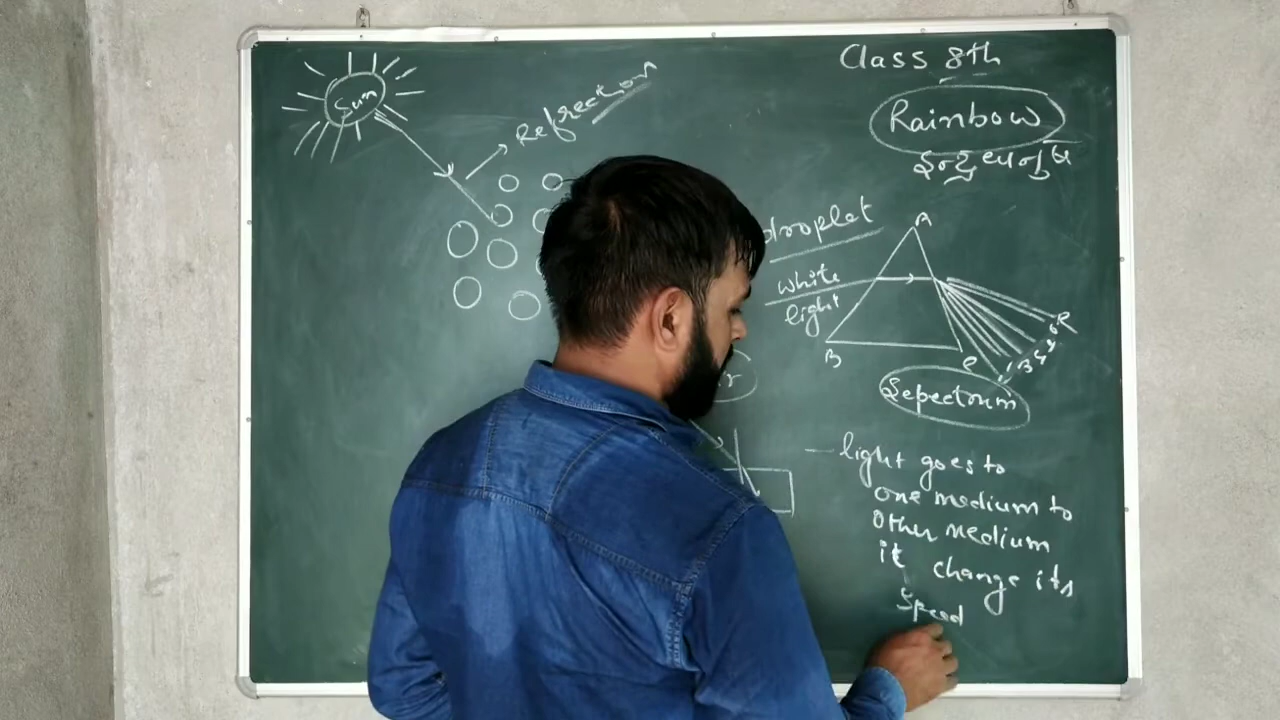 Class 8th
Rainbow
Sun
Refraction
droplet
white
light
A
B
C
R
Sepectrum
light goes to
one medium to
other medium
it change its
Speed